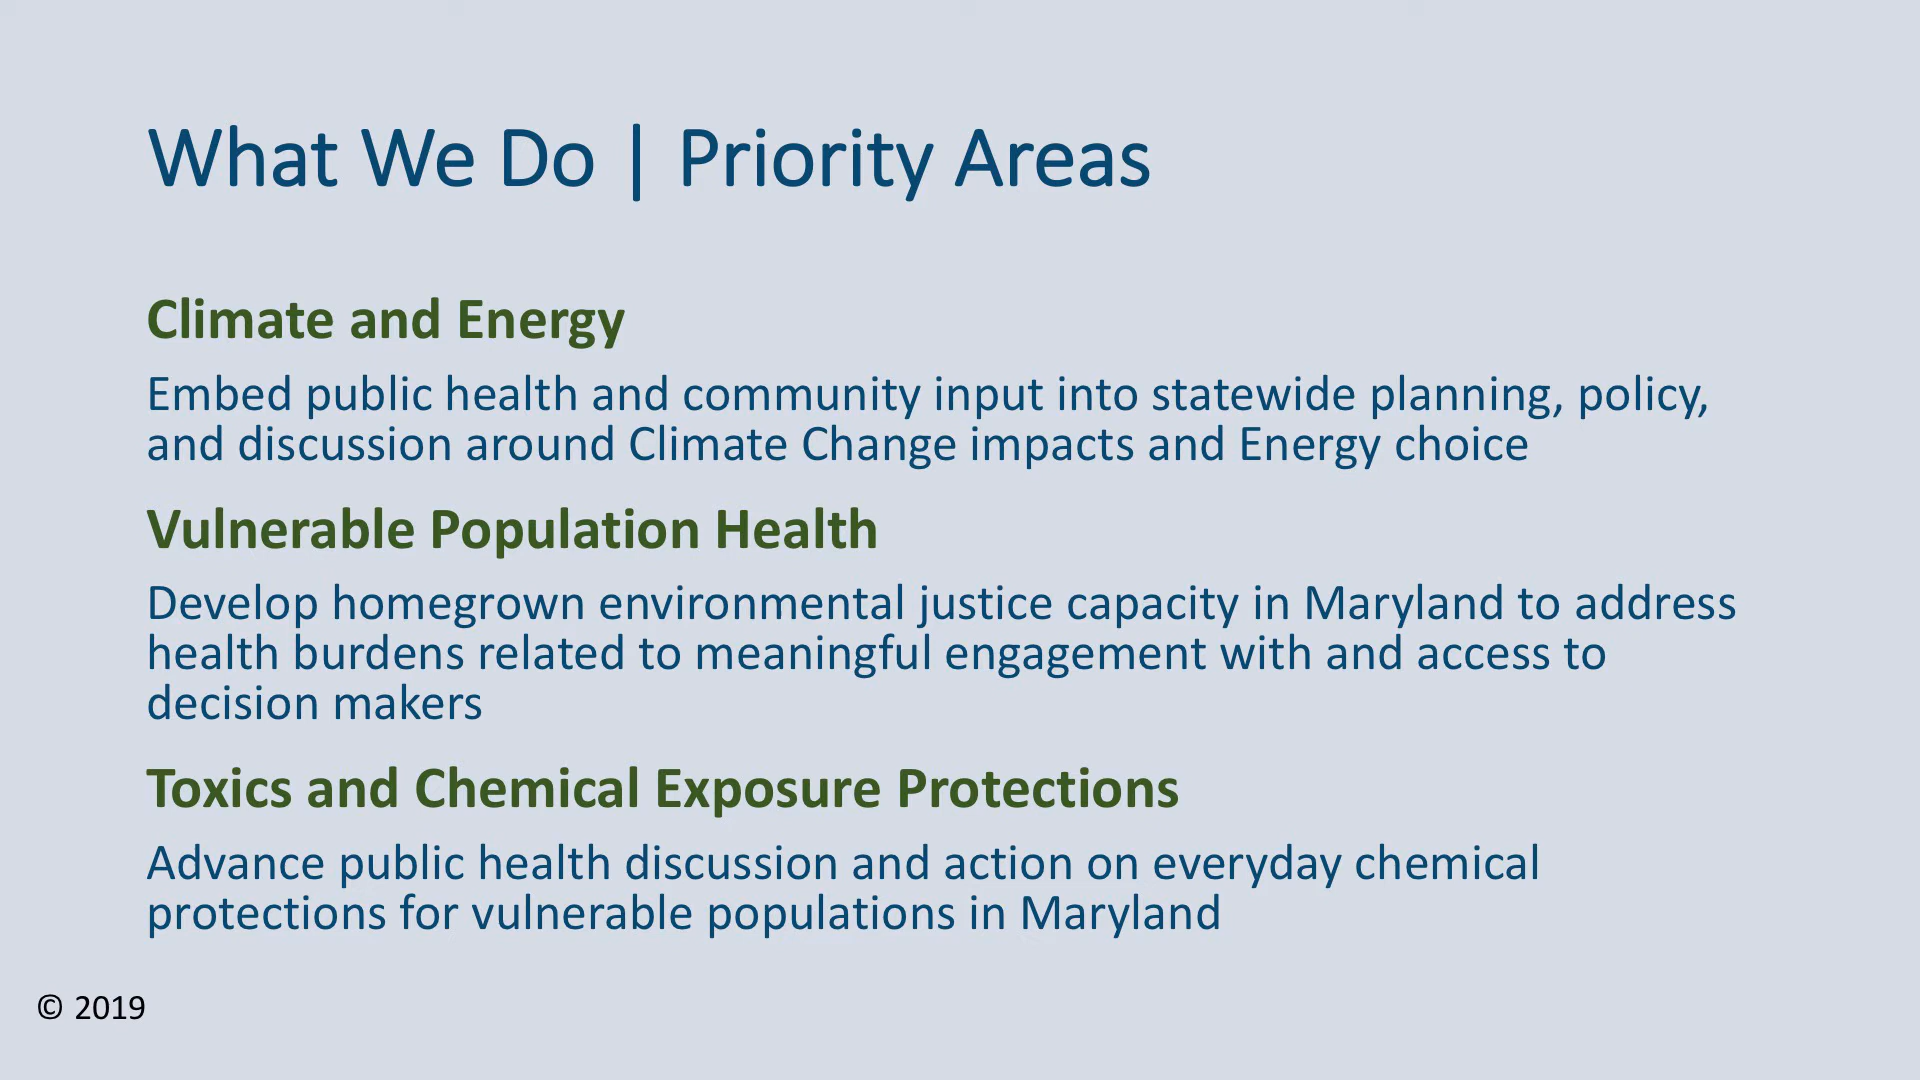 What We Do | Priority Areas
Climate and Energy
Embed public health and community input into statewide planning, policy,
and discussion around Climate Change impacts and Energy choice
Vulnerable Population Health
Develop homegrown environmental justice capacity in Maryland to address
health burdens related to meaningful engagement with and access to
decision makers
Toxics and Chemical Exposure Protections
Advance public health discussion and action on everyday chemical
protections for vulnerable populations in Maryland
© 2019